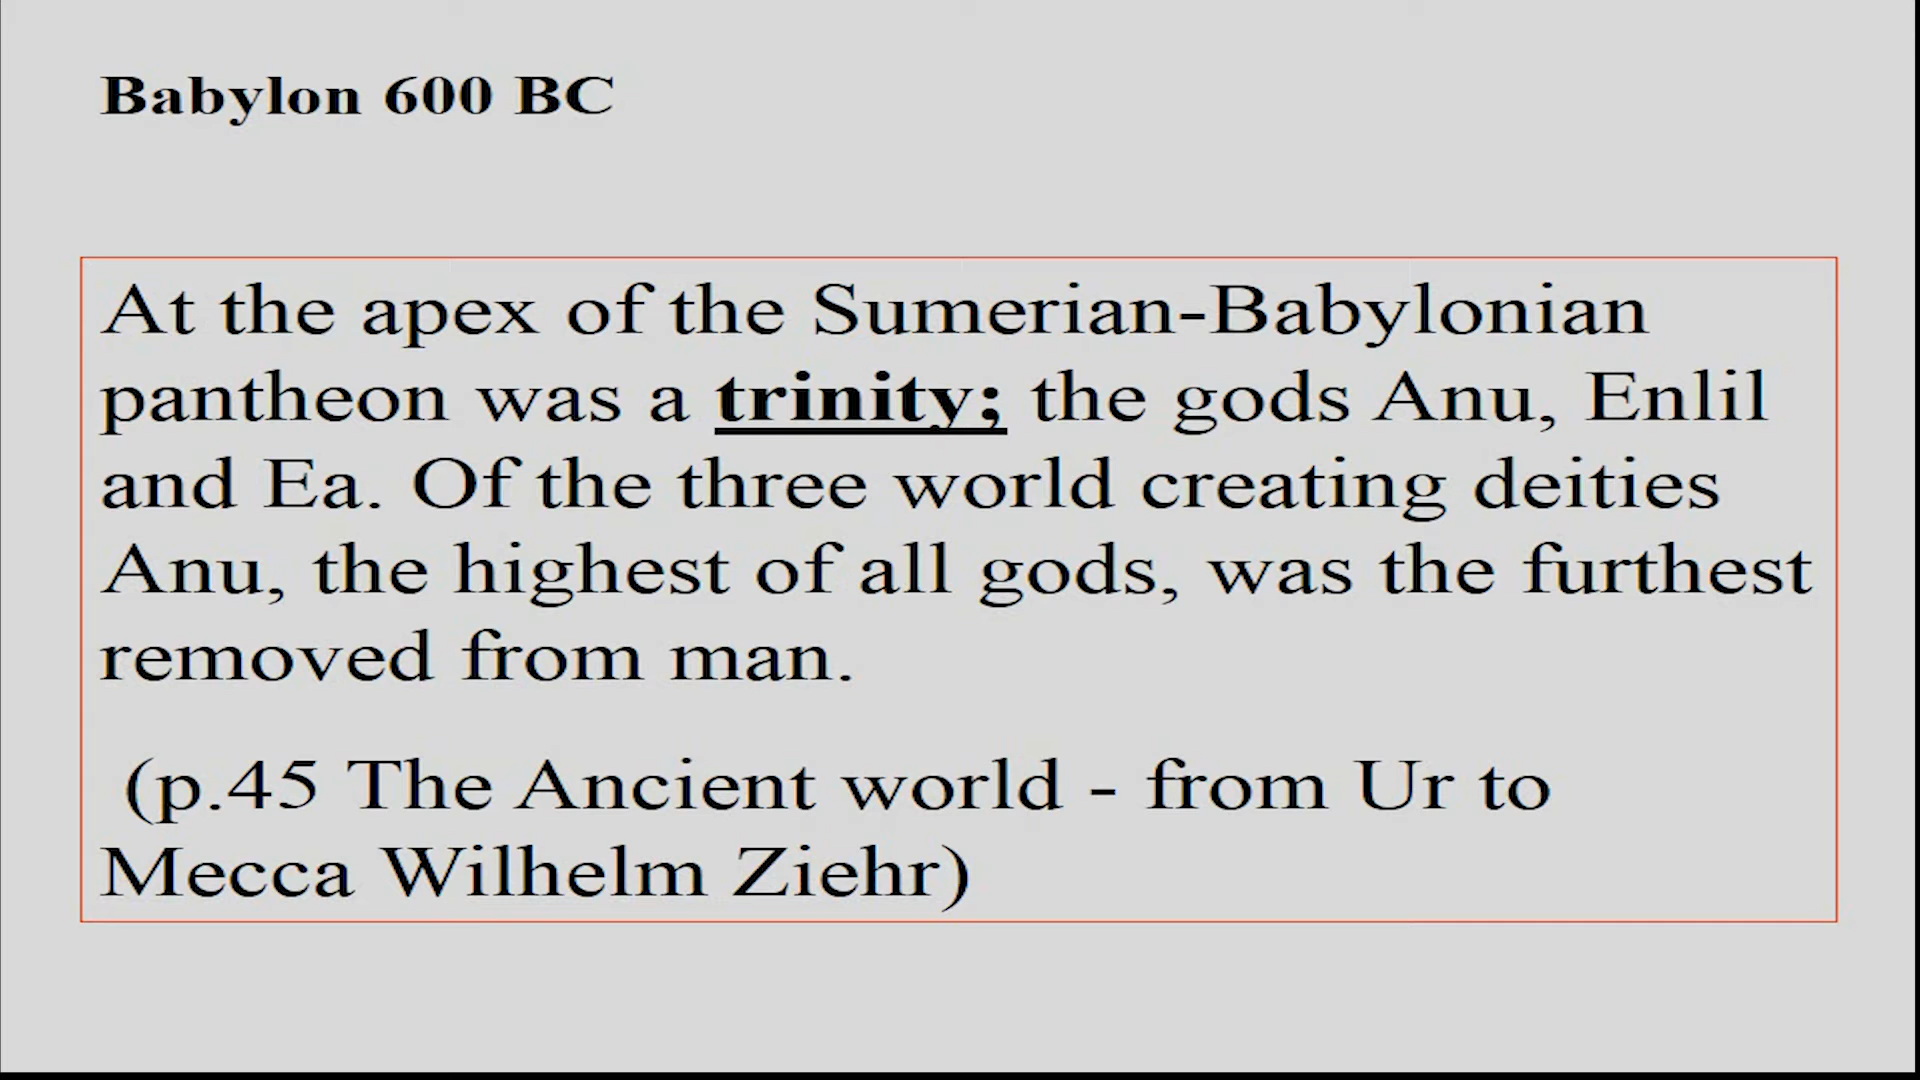 Babylon 600 BC
At the apex of the Sumerian-Babylonian
pantheon was a trinity; the gods Anu, Enlil
and Ea. Of the three world creating deities
Anu, the highest of all gods, was the furthest
removed from man.
(p.45 The Ancient world - from Ur to
Mecca Wilhelm Ziehr)